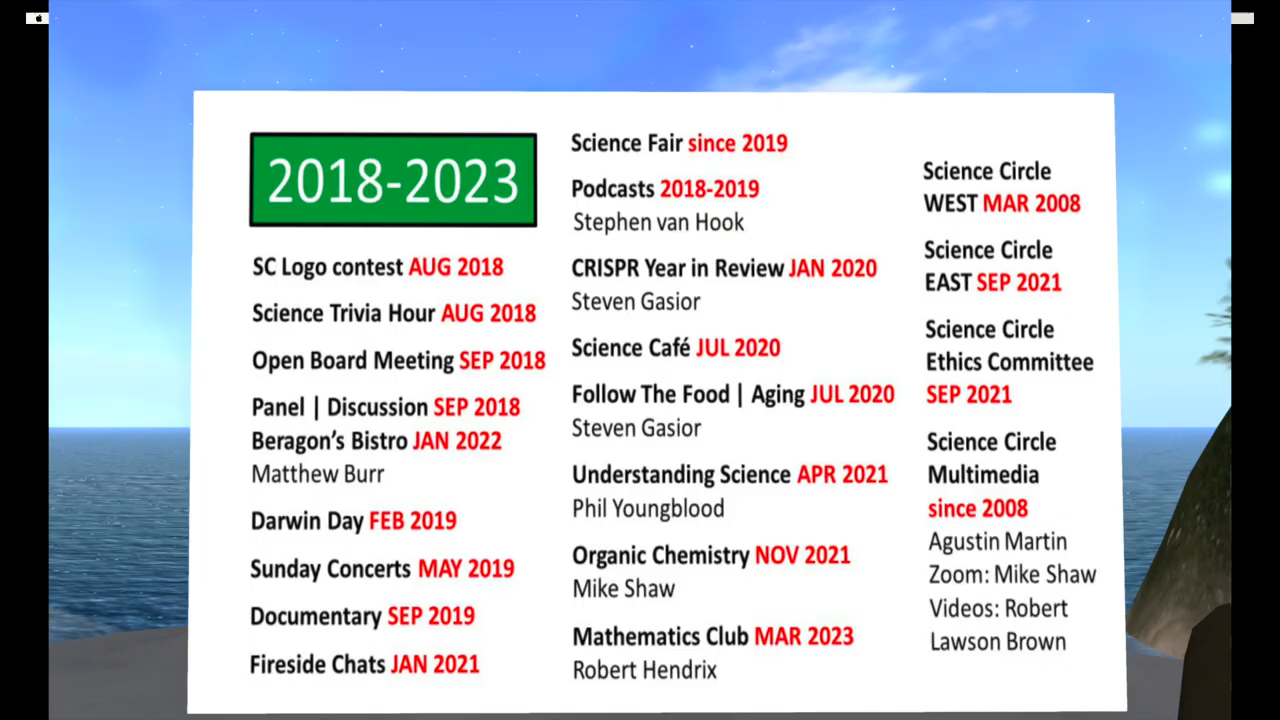 2018-2023
SC Logo contest AUG 2018
Science Trivia Hour AUG 2018
Open Board Meeting SEP 2018
Panel | Discussion SEP 2018
Beragon's Bistro JAN 2022
Matthew Burr
Darwin Day FEB 2019
Sunday Concerts MAY 2019
Documentary SEP 2019
Fireside Chats JAN 2021
Science Fair since 2019
Podcasts 2018-2019
Stephen van Hook
CRISPR Year in Review JAN 2020
Steven Gasior
Science Café JUL 2020
Follow The Food | Aging JUL 2020
Steven Gasior
Understanding Science APR 2021
Phil Youngblood
Organic Chemistry NOV 2021
Mike Shaw
Mathematics Club MAR 2023
Robert Hendrix
Science Circle
WEST MAR 2008
Science Circle
EAST SEP 2021
Science Circle
Ethics Committee
SEP 2021
Science Circle
Multimedia
since 2008
Agustin Martin
Zoom: Mike Shaw
Videos: Robert
Lawson Brown